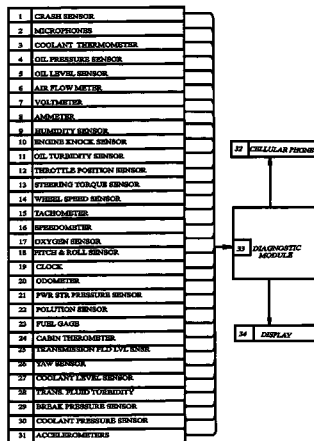 1 CRASH SENSOR
2 MICROPHONES
3 COOLANT THERMOMETER
4 OIL PRESSURE SENSOR
5 OIL LEVEL SENSOR
6 AIR FLOW METER
7 VOLTMETER
8 AMMETER
9 HUMIDITY SENSOR
10 ENGINE KNOCK SENSOR
11 OIL TURBIDITY SENSOR
12 THROTTLE POSITION SENSOR
13 STEERING TORQUE SENSOR
14 WHEEL SPEED SENSOR
15 TACHOMETER
16 SPEEDOMETER
17 OXYGEN SENSOR
18 PITCH & ROLL SENSOR
19 CLOCK
20 ODOMETER
21 PWR STR PRESSURE SENSOR
22 POLUTION SENSOR
23 FUEL GAGE
24 CABIN THEROMETER
25 TRANSMISSION FLD LVL SNSR
26 YAW SENSOR
27 COOLANT LEVEL SENSOR
28 TRANS. FLUID TURBIDITY
29 BREAK PRESSURE SENSOR
30 COOLANT PRESSURE SENSOR
31 ACCELEROMETERS
32 CELLULAR PHONE
33 DIAGNOSTIC
MODULE
34 DISPLAY